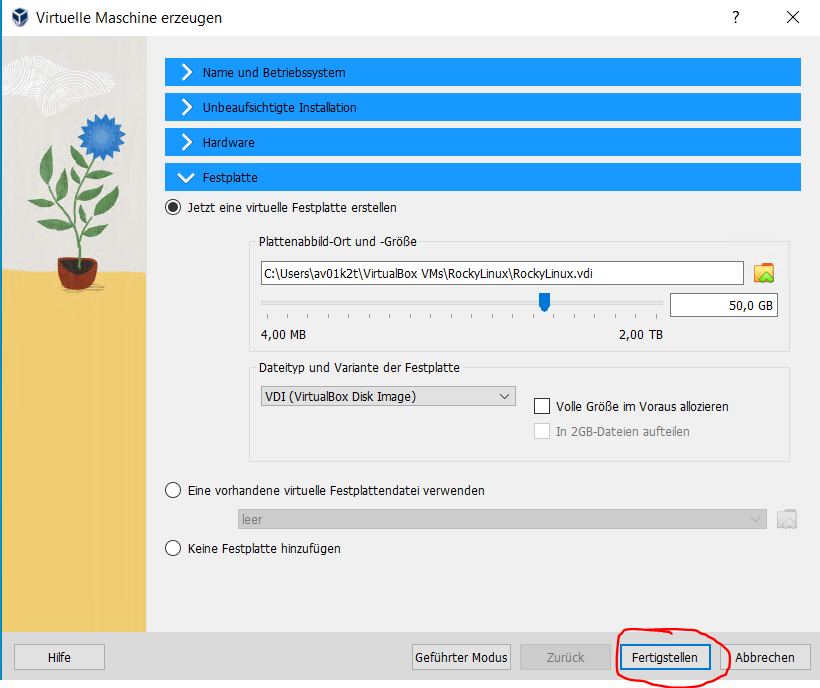 Virtuelle Maschine erzeugen ?
Name und Betriebssystem
Unbeaufsichtigte Installation
Hardware
Festplatte
Jetzt eine virtuelle Festplatte erstellen
Plattenabbild-Ort und -Größe
C:\Users\av01k2t\VirtualBox VMs\RockyLinux\RockyLinux.vdi
50,0 GB
4,00 MB 2,00 TB
Dateityp und Variante der Festplatte
VDI (VirtualBox Disk Image)
Volle Größe im Voraus allozieren
In 2GB-Dateien aufteilen
Eine vorhandene virtuelle Festplattendatei verwenden
leer
Keine Festplatte hinzufügen
Hilfe Geführter Modus Zurück Fertigstellen Abbrechen